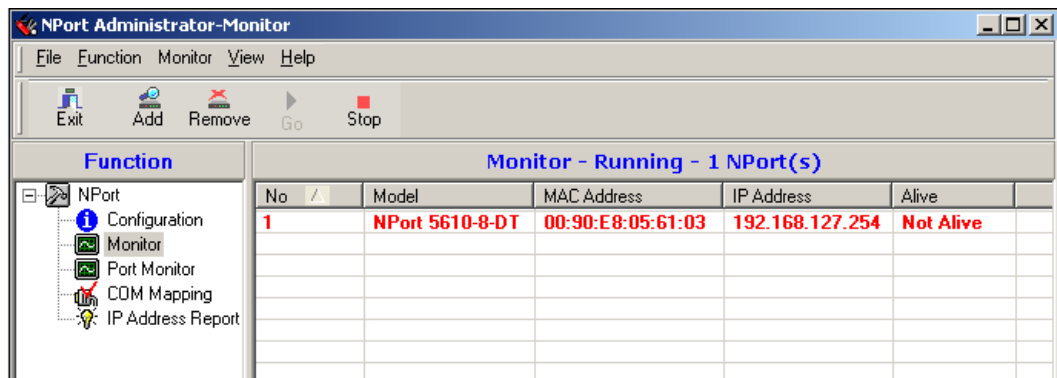 NPort Administrator-Monitor
File Function Monitor View Help
Exit Add Remove Go Stop
Function
Monitor - Running - 1 NPort(s)
NPort
Configuration
Monitor
Port Monitor
COM Mapping
IP Address Report
No Model MAC Address IP Address Alive
1 NPort 5610-8-DT 00:90:E8:05:61:03 192.168.127.254 Not Alive